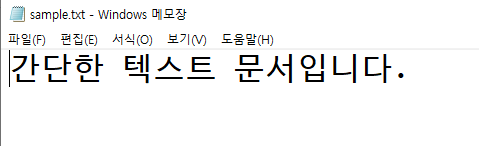 sample.txt - Windows 메모장
파일(F) 편집(E) 서식(O) 보기(V) 도움말(H)
간단한 텍스트 문서입니다.